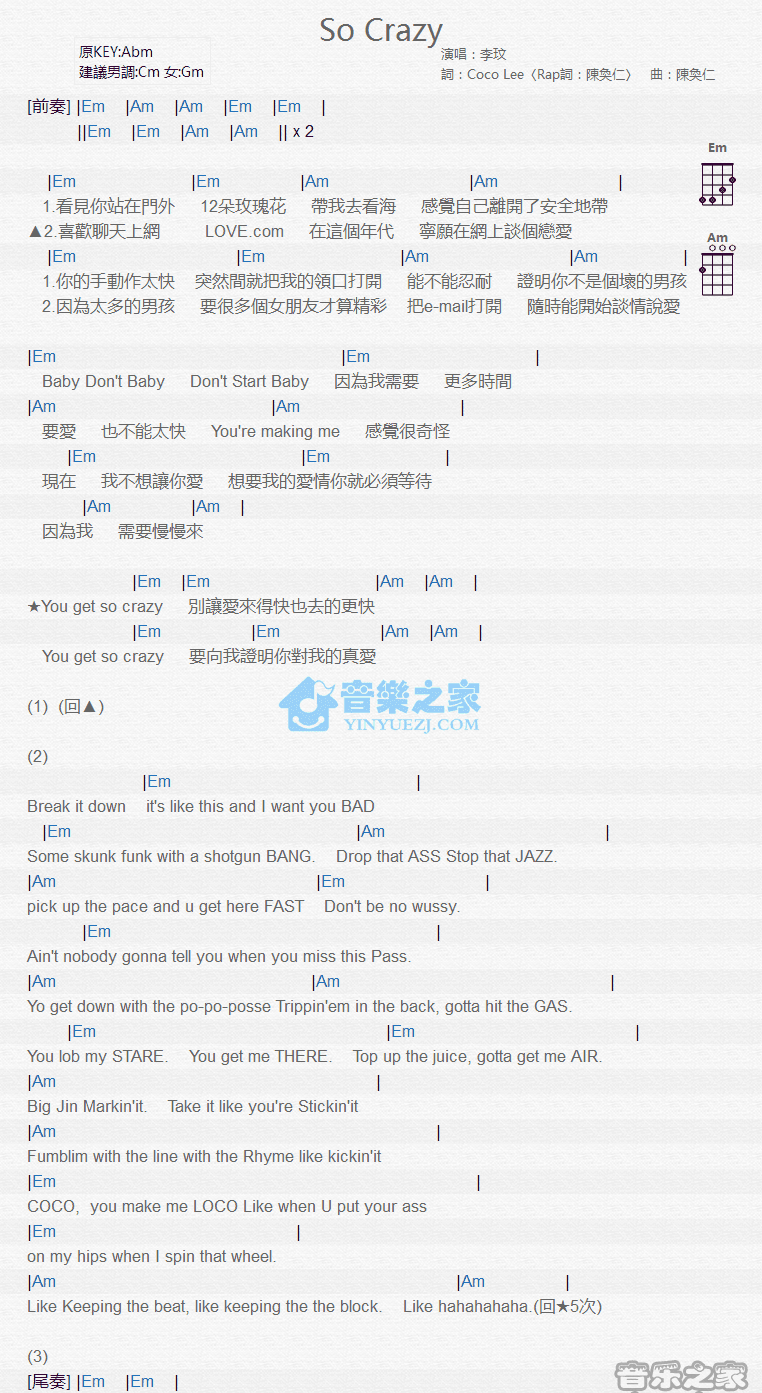 So Crazy
原KEY:Abm
建議男調:Cm 女:Gm
演唱：李玟
詞：Coco Lee〈Rap詞：陳奐仁〉 曲：陳奐仁
[前奏] |Em |Am |Am |Em |Em |
||Em |Em |Am |Am || x 2
Em
|Em |Em |Am |Am |
1.看見你站在門外 12朵玫瑰花 帶我去看海 感覺自己離開了安全地帶
▲2.喜歡聊天上網 LOVE.com 在這個年代 寧願在網上談個戀愛
Am
|Em |Em |Am |Am |
1.你的手動作太快 突然間就把我的領口打開 能不能忍耐 證明你不是個壞的男孩
2.因為太多的男孩 要很多個女朋友才算精彩 把e-mail打開 隨時能開始談情說愛
|Em |Em |
Baby Don't Baby Don't Start Baby 因為我需要 更多時間
|Am |Am |
要愛 也不能太快 You're making me 感覺很奇怪
|Em |Em |
現在 我不想讓你愛 想要我的愛情你就必須等待
|Am |Am |
因為我 需要慢慢來
|Em |Em |Am |Am |
★You get so crazy 別讓愛來得快也去的更快
|Em |Em |Am |Am |
You get so crazy 要向我證明你對我的真愛
音樂之家
YINYUEZJ.COM
(1) (回▲)
(2)
|Em |
Break it down it's like this and I want you BAD
|Em |Am |
Some skunk funk with a shotgun BANG. Drop that ASS Stop that JAZZ.
|Am |Em |
pick up the pace and u get here FAST Don't be no wussy.
|Em |
Ain't nobody gonna tell you when you miss this Pass.
|Am |Am |
Yo get down with the po-po-posse Trippin'em in the back, gotta hit the GAS.
|Em |Em |
You lob my STARE. You get me THERE. Top up the juice, gotta get me AIR.
|Am |
Big Jin Markin'it. Take it like you're Stickin'it
|Am |
Fumblim with the line with the Rhyme like kickin'it
|Em |
COCO, you make me LOCO Like when U put your ass
|Em |
on my hips when I spin that wheel.
|Am |Am |
Like Keeping the beat, like keeping the the block. Like hahahahaha.(回★5次)
(3)
[尾奏] |Em |Em |
音乐之家